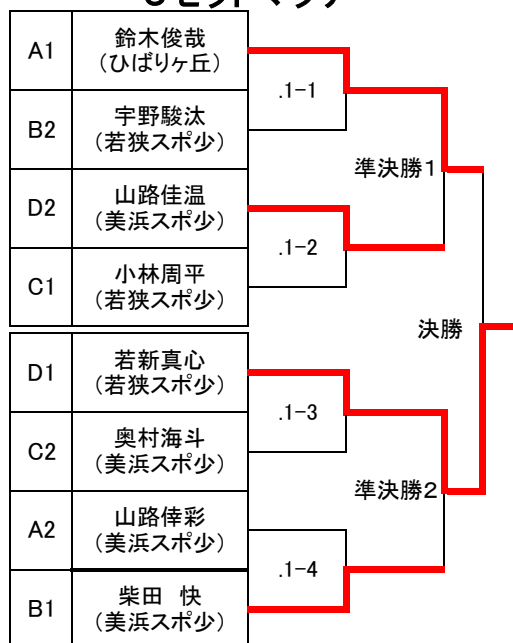 A1
鈴木俊哉
(ひばりヶ丘)
.1-1
B2
宇野駿汰
(若狭スポ少)
準決勝1
D2
山路佳温
(美浜スポ少)
.1-2
C1
小林周平
(若狭スポ少)
決勝
D1
若新真心
(若狭スポ少)
.1-3
C2
奥村海斗
(美浜スポ少)
準決勝2
A2
山路倖彩
(美浜スポ少)
.1-4
B1
柴田　快
(美浜スポ少)